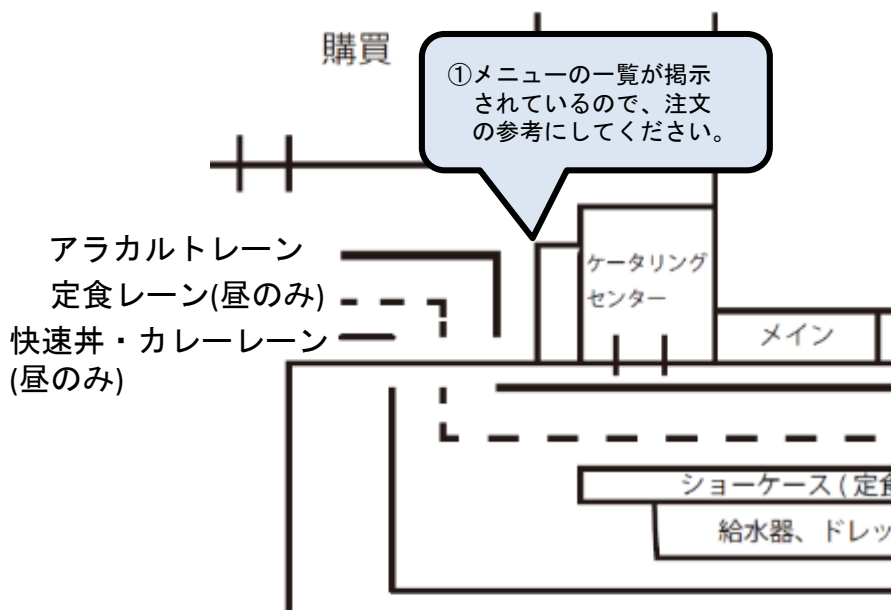 購買
①メニューの一覧が掲示
されているので、注文
の参考にしてください。
アラカルトレーン
定食レーン(昼のみ)
快速丼・カレーレーン
(昼のみ)
ケータリング
センター
メイン
ショーケース(定食
給水器、ドレッ